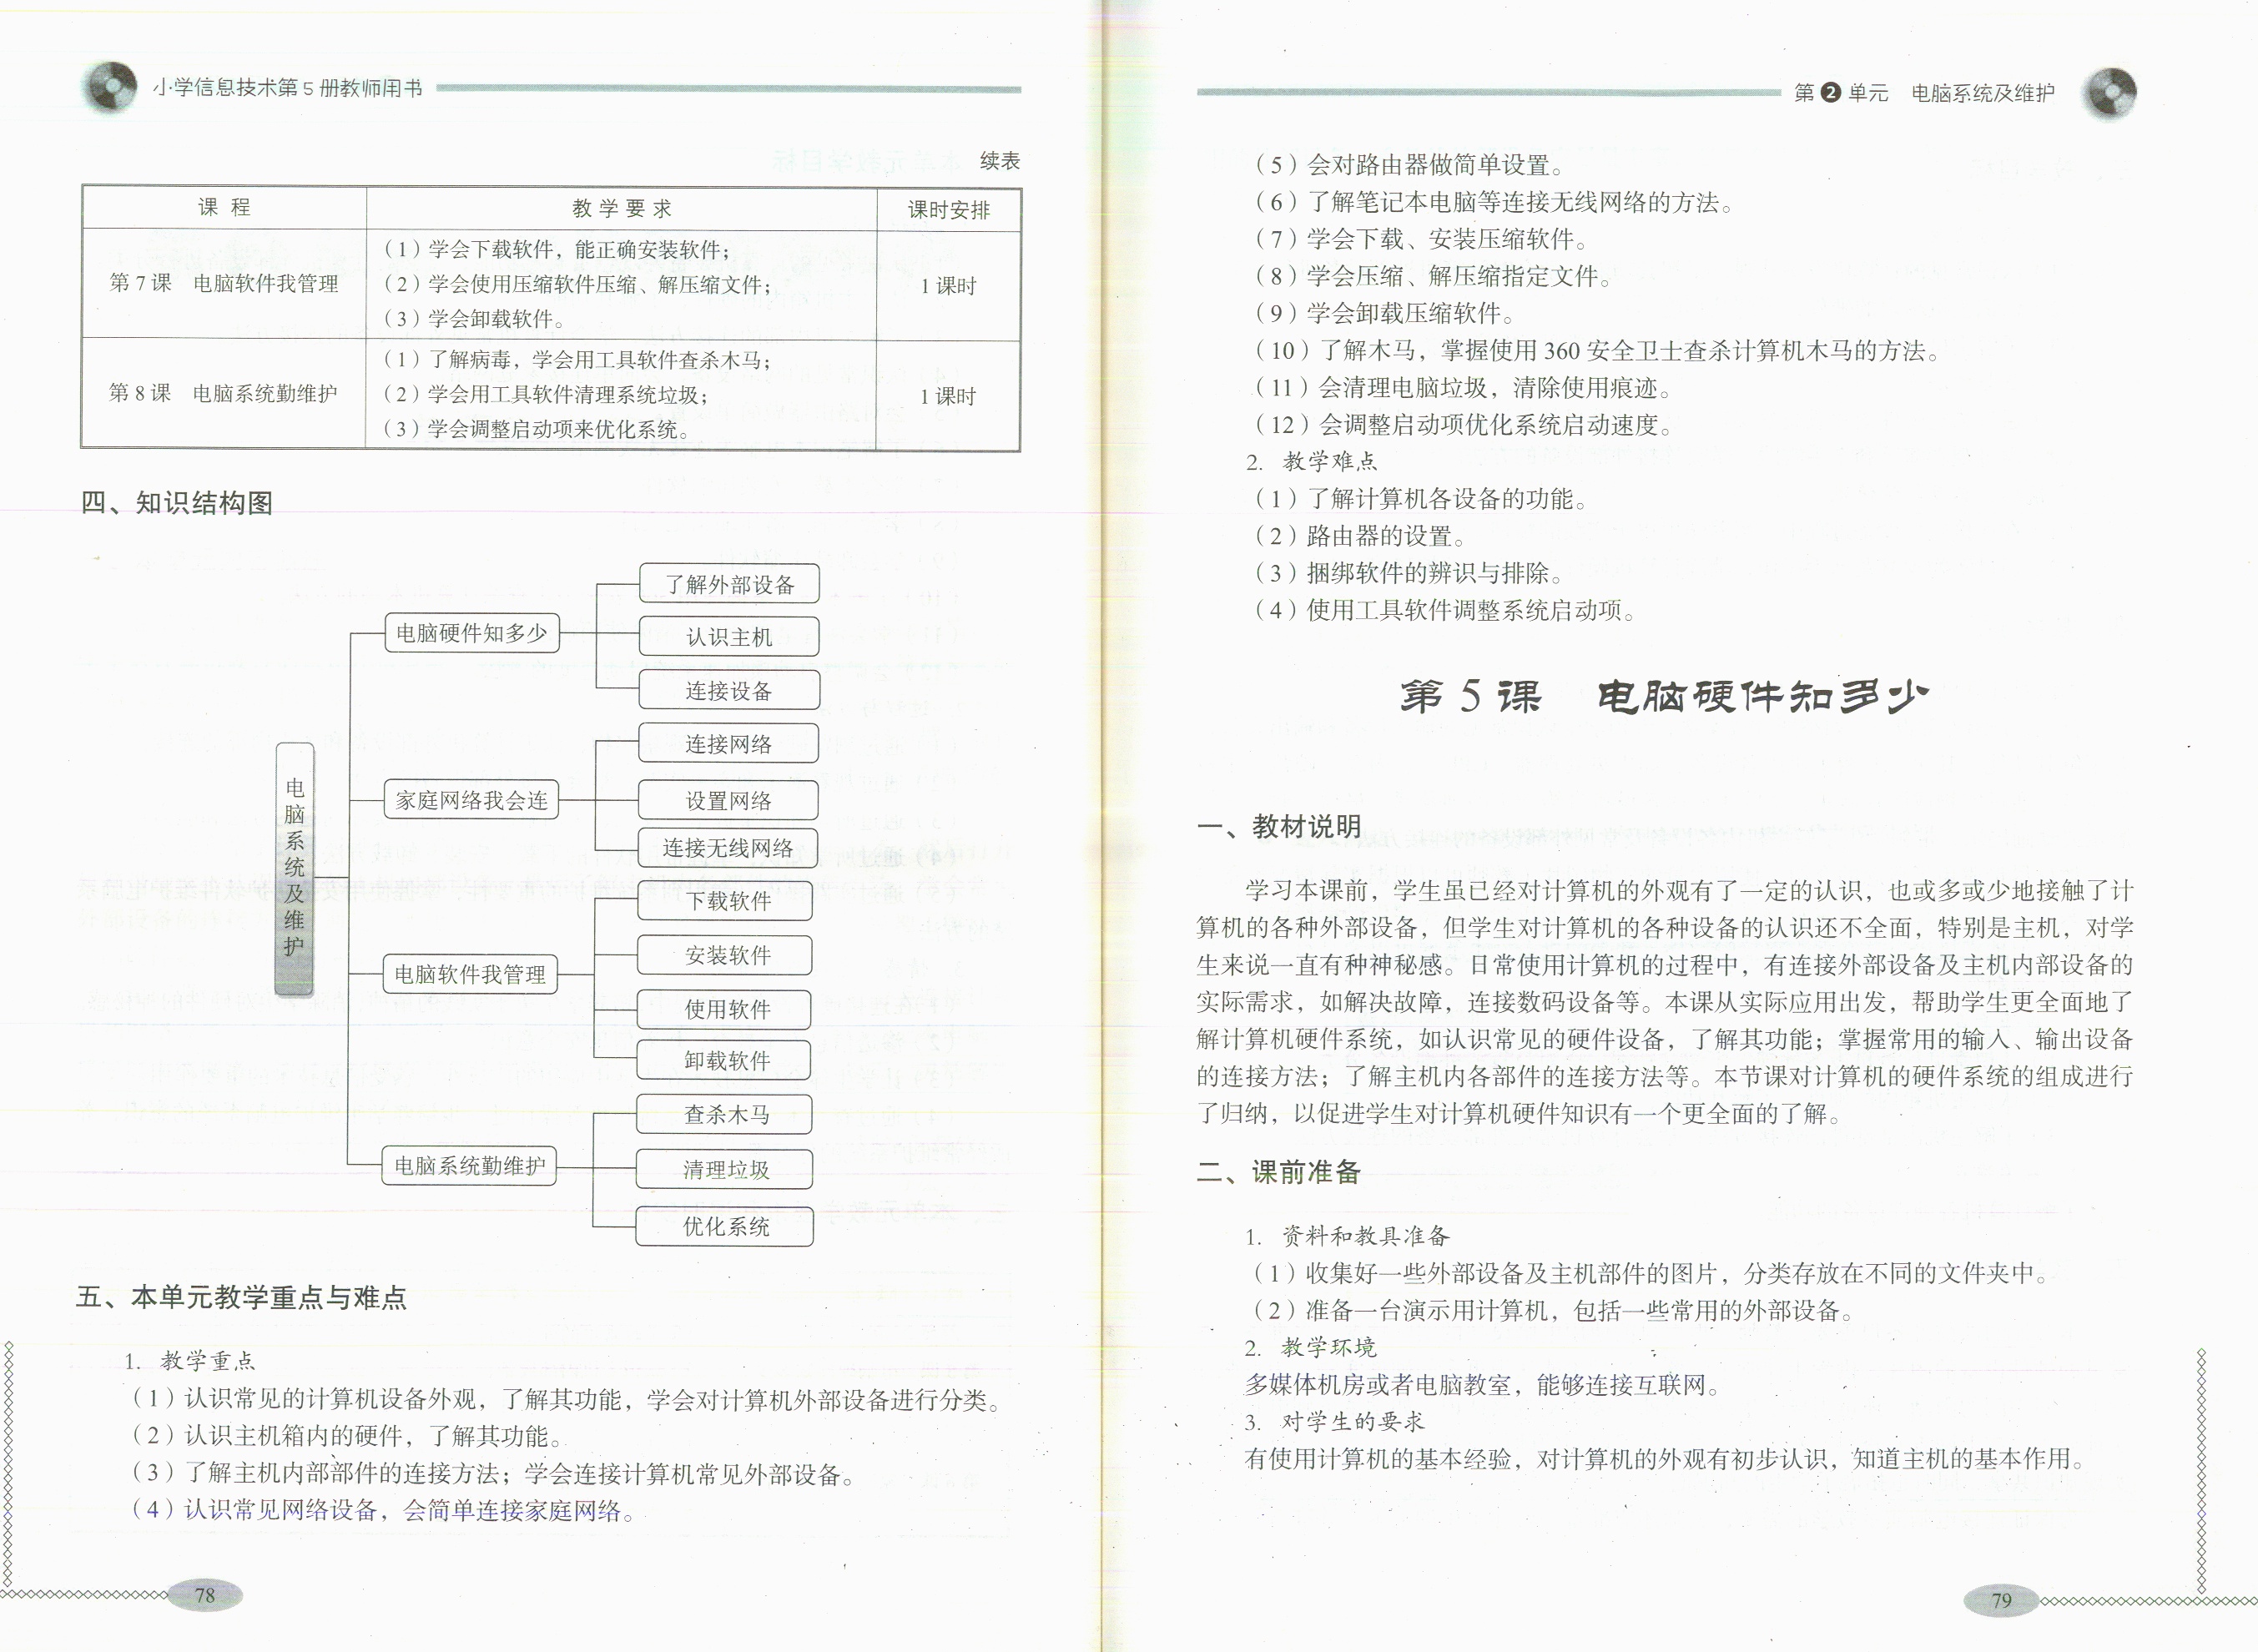 小学信息技术第5册教师用书
续表
课 程 教 学 要 求 课时安排
第7课 电脑软件我管理
（1）学会下载软件，能正确安装软件；
（2）学会使用压缩软件压缩、解压缩文件；
（3）学会卸载软件。
1课时
第8课 电脑系统勤维护
（1）了解病毒，学会用工具软件查杀木马；
（2）学会用工具软件清理系统垃圾；
（3）学会调整启动项来优化系统。
1课时
四、知识结构图
电脑系统及维护
电脑硬件知多少
了解外部设备
认识主机
连接设备
家庭网络我会连
连接网络
设置网络
连接无线网络
电脑软件我管理
下载软件
安装软件
使用软件
卸载软件
电脑系统勤维护
查杀木马
清理垃圾
优化系统
五、本单元教学重点与难点
1. 教学重点
（1）认识常见的计算机设备外观，了解其功能，学会对计算机外部设备进行分类。
（2）认识主机箱内的硬件，了解其功能。
（3）了解主机内部部件的连接方法；学会连接计算机常见外部设备。
（4）认识常见网络设备，会简单连接家庭网络。
78
第2单元 电脑系统及维护
（5）会对路由器做简单设置。
（6）了解笔记本电脑等连接无线网络的方法。
（7）学会下载、安装压缩软件。
（8）学会压缩、解压缩指定文件。
（9）学会卸载压缩软件。
（10）了解木马，掌握使用360安全卫士查杀计算机木马的方法。
（11）会清理电脑垃圾，清除使用痕迹。
（12）会调整启动项优化系统启动速度。
2. 教学难点
（1）了解计算机各设备的功能。
（2）路由器的设置。
（3）捆绑软件的辨识与排除。
（4）使用工具软件调整系统启动项。
第5课 电脑硬件知多少
一、教材说明
学习本课前，学生虽已经对计算机的外观有了一定的认识，也或多或少地接触了计
算机的各种外部设备，但学生对计算机的各种设备的认识还不全面，特别是主机，对学
生来说一直有种神秘感。日常使用计算机的过程中，有连接外部设备及主机内部设备的
实际需求，如解决故障，连接数码设备等。本课从实际应用出发，帮助学生更全面地了
解计算机硬件系统，如认识常见的硬件设备，了解其功能；掌握常用的输入、输出设备
的连接方法；了解主机内各部件的连接方法等。本节课对计算机的硬件系统的组成进行
了归纳，以促进学生对计算机硬件知识有一个更全面的了解。
二、课前准备
1. 资料和教具准备
（1）收集好一些外部设备及主机部件的图片，分类存放在不同的文件夹中。
（2）准备一台演示用计算机，包括一些常用的外部设备。
2. 教学环境
多媒体机房或者电脑教室，能够连接互联网。
3. 对学生的要求
有使用计算机的基本经验，对计算机的外观有初步认识，知道主机的基本作用。
79